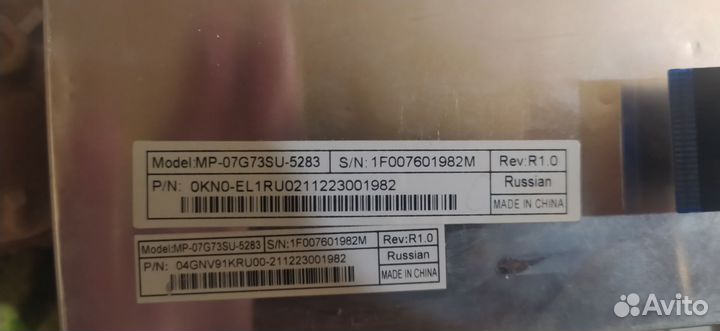 Model:MP-07G73SU-5283 S/N:1F007601982M Rev:R1.0
P/N: 0KN0-EL1RU0211223001982 Russian
MADE IN CHINA
Model:MP-07G73SU-5283 S/N:1F007601982M Rev:R1.0
P/N: 04GNV91KRU00-211223001982 Russian
MADE IN CHINA
Avito